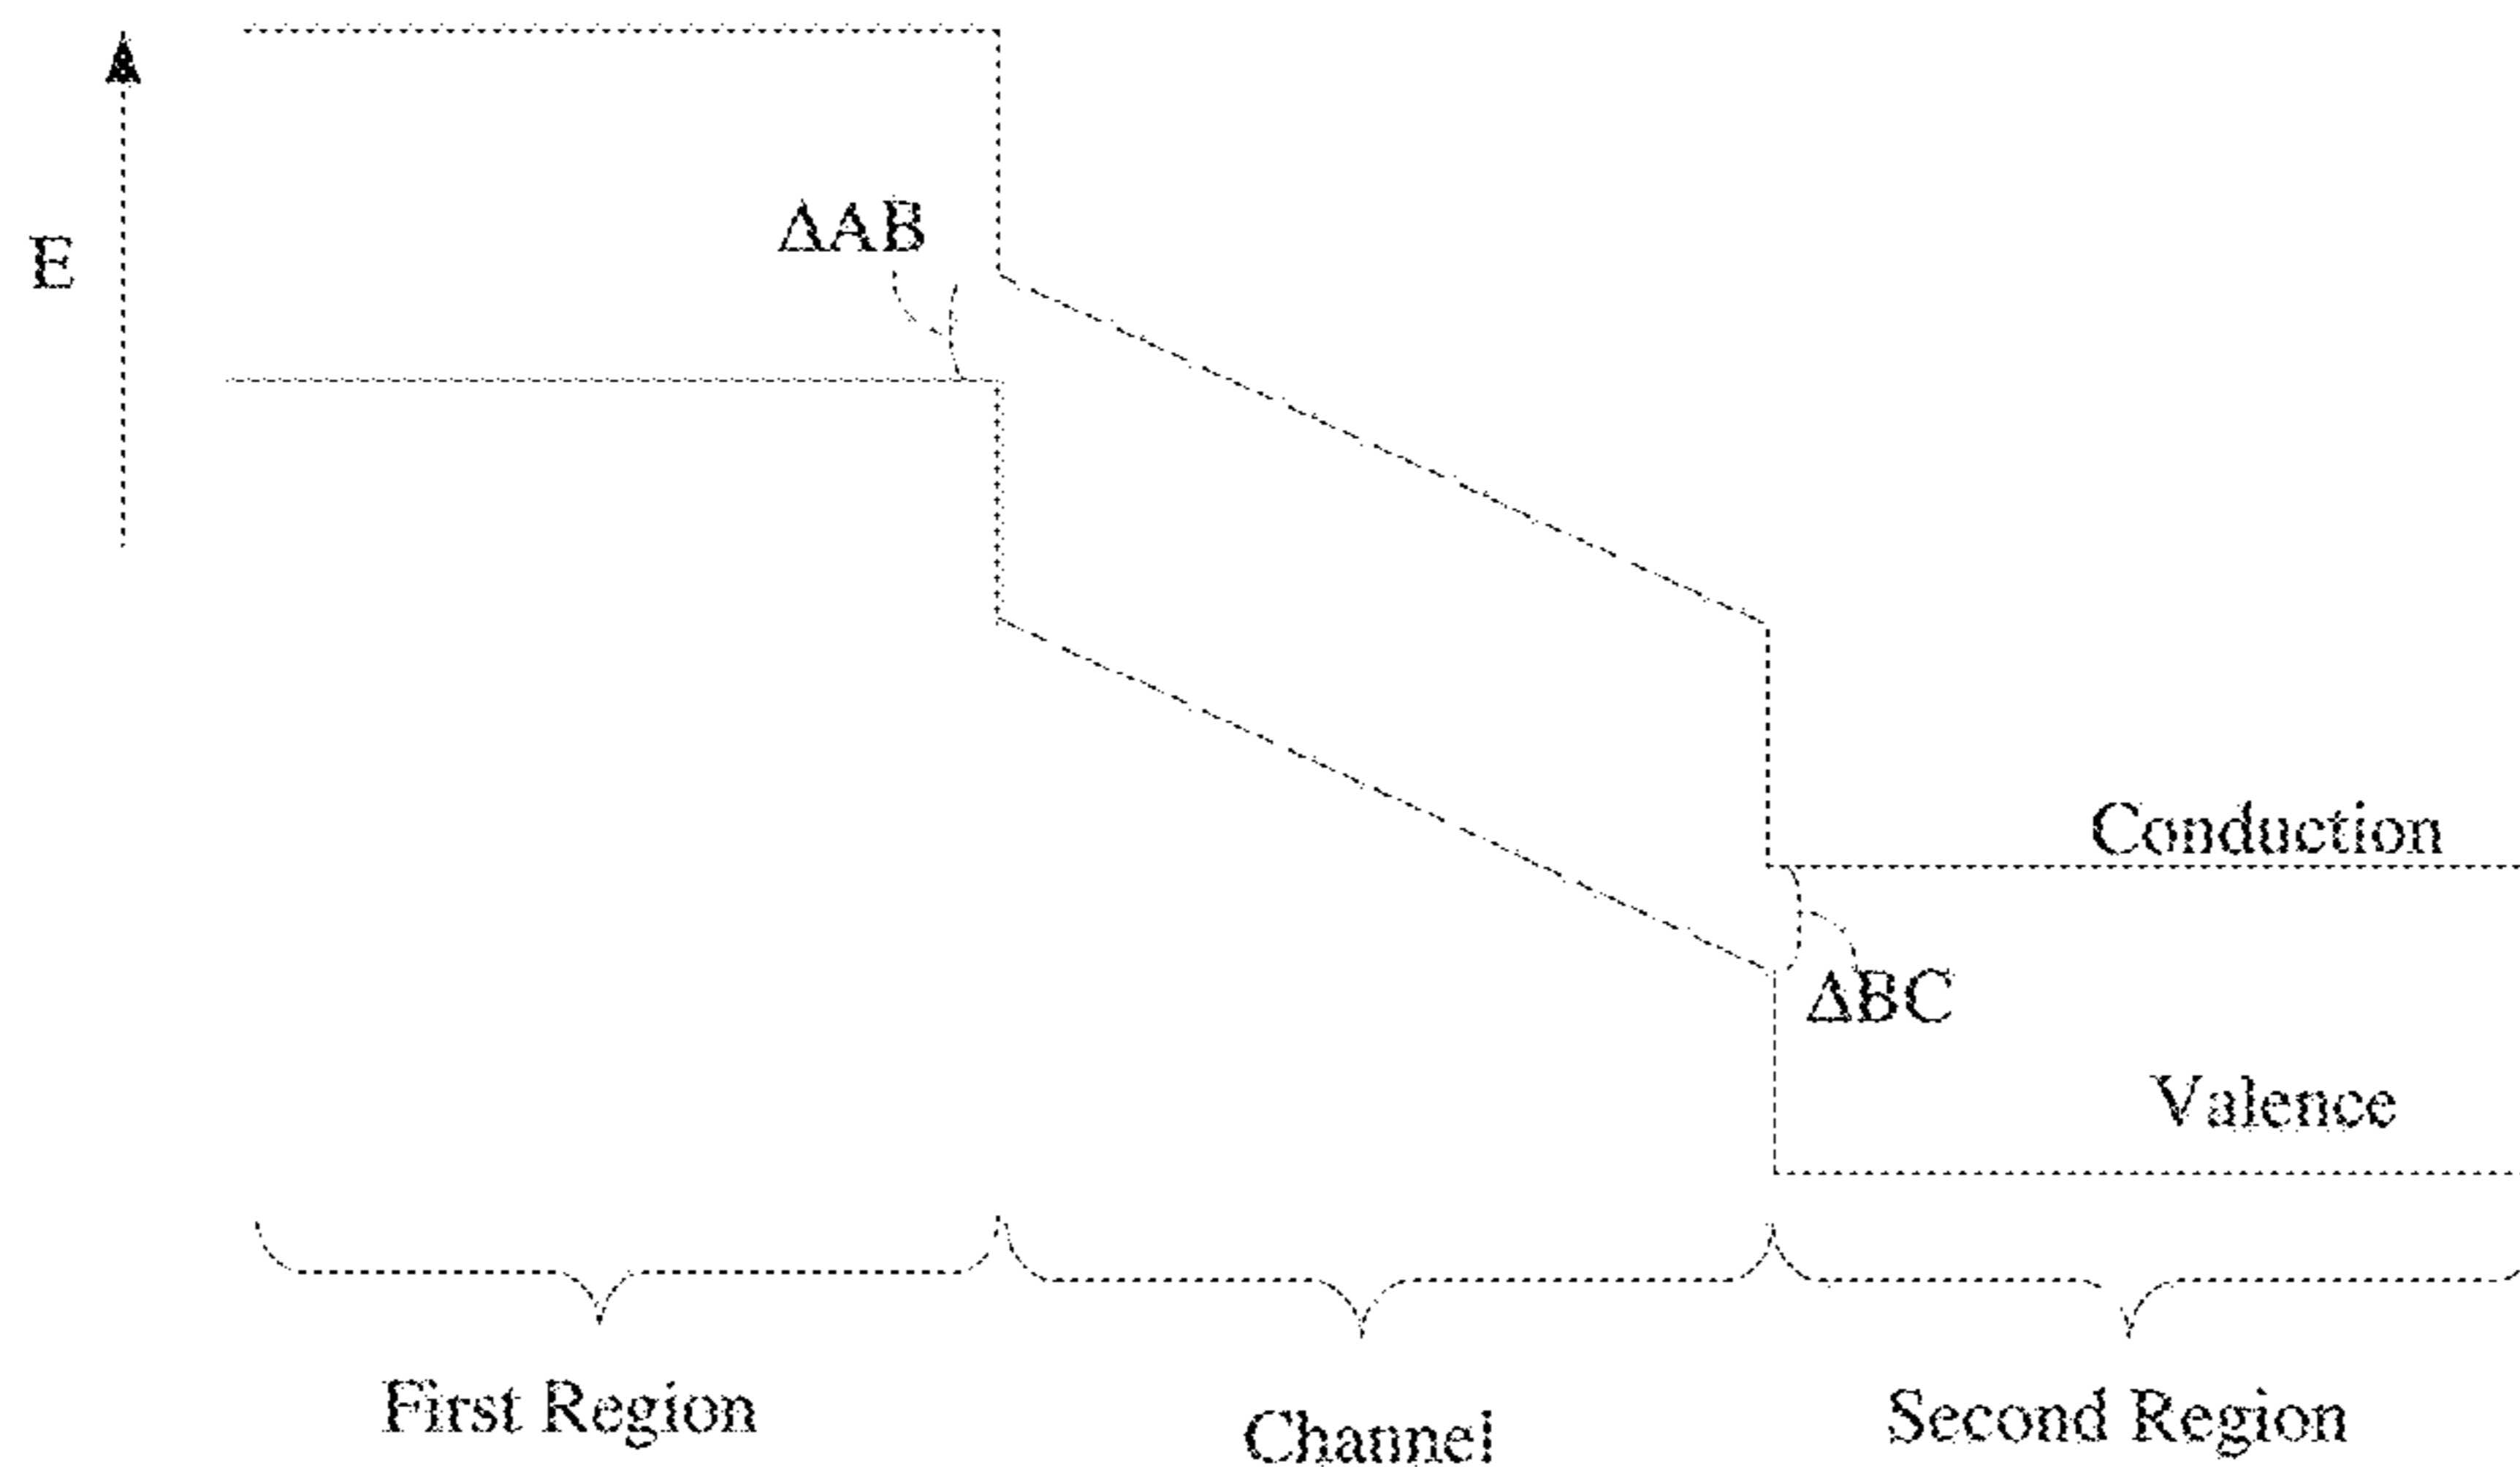 ΔAB
E
Conduction
ΔBC
Valence
First Region
Channel
Second Region